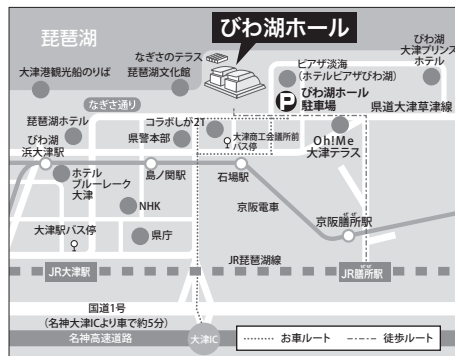 琵琶湖
びわ湖ホール
なぎさのテラス
大津港観光船のりば
琵琶湖文化館
ピアザ淡海
(ホテルピアザびわ湖)
びわ湖
大津プリンス
ホテル
P
びわ湖ホール
駐車場
なぎさ通り
県道大津草津線
琵琶湖ホテル
コラボしが21
県警本部
大津商工会議所前
バス停
Oh!Me
大津テラス
びわ湖
浜大津駅
島ノ関駅
石場駅
ホテル
ブルーレーク
大津
NHK
京阪電車
ぜぜ
京阪膳所駅
大津駅バス停
県庁
JR琵琶湖線
JR大津駅
ぜぜ
JR膳所駅
国道1号
(名神大津ICより車で約5分)
名神高速道路
大津IC
お車ルート
徒歩ルート